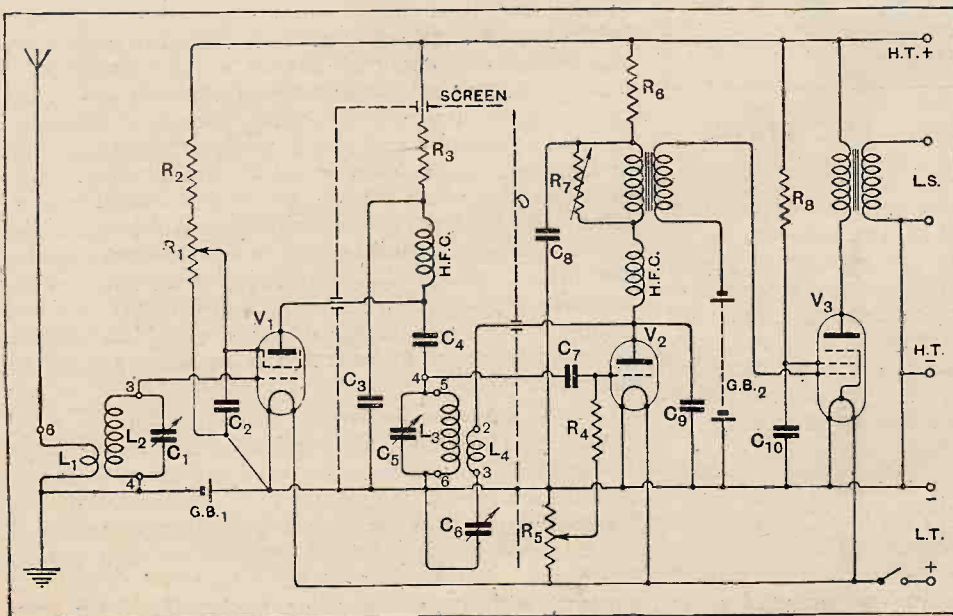 H.T.+
SCREEN
R6
R3
R2
R7
R8
L.S.
R1
H.F.C.
C8
H.F.C.
V1
C4
V2
V3
H.T.
–
4 5
C7
G.B.2
3
C3
C2
L3
2
R4
C9
6
L2
C1
C5
L4
C10
L1
4
6
3
–
G.B.1
C6
R5
L.T.
+